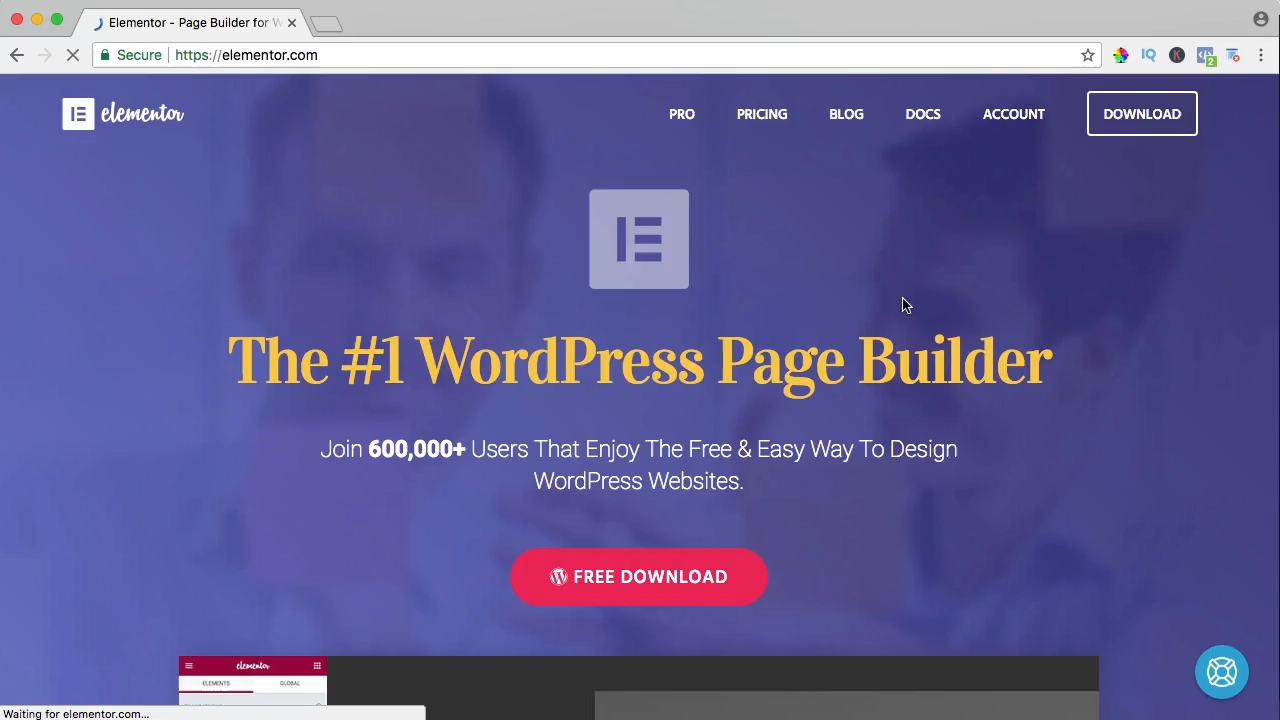 Elementor - Page Builder for W
Secure https://elementor.com
IQ
K
2
elementor
PRO
PRICING
BLOG
DOCS
ACCOUNT
DOWNLOAD
The #1 WordPress Page Builder
Join 600,000+ Users That Enjoy The Free & Easy Way To Design
WordPress Websites.
FREE DOWNLOAD
elementor
ELEMENTS
GLOBAL
Waiting for elementor.com...